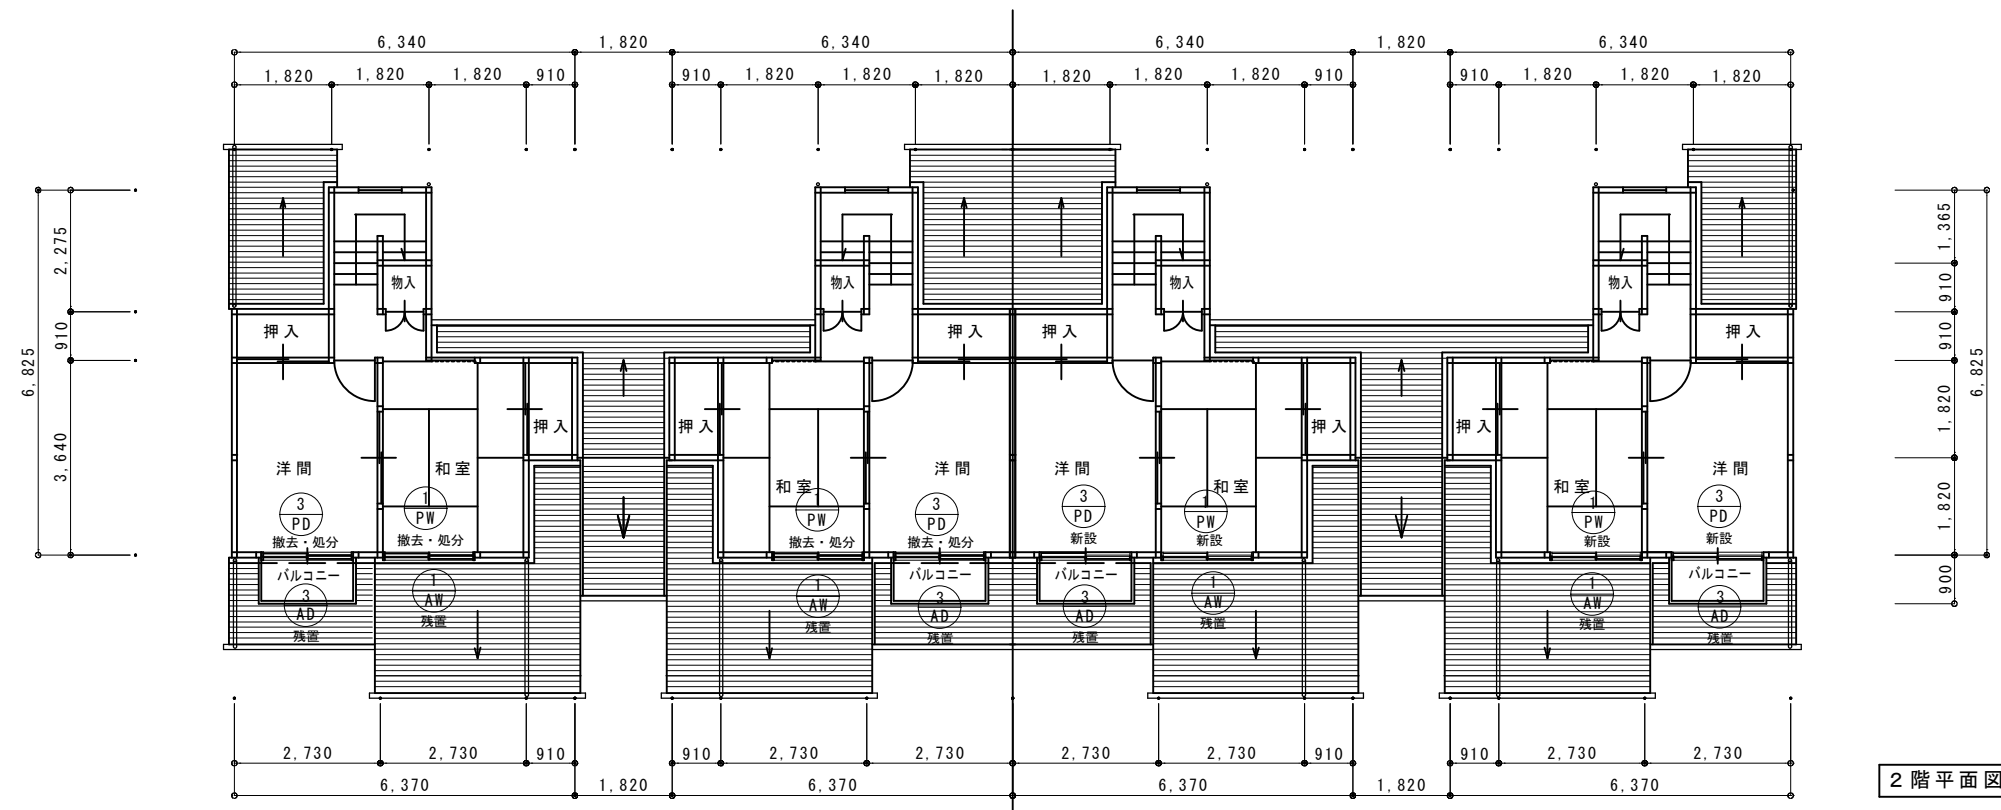 6,340 1,820 6,340 6,340 1,820 6,340
1,820 1,820 1,820 910 910 1,820 1,820 1,820 1,820 1,820 1,820 910 910 1,820 1,820 1,820
6,825
2,275
910
3,640
1,365
910
910
1,820
1,820
900
6,825
物入 物入 物入 物入
押入 押入 押入 押入
押入 押入 押入 押入
洋間 和室 和室 洋間 洋間 和室 和室 洋間
3 1 1 3 3 1 1 3
PD PW PW PD PD PW PW PD
撤去・処分 撤去・処分 撤去・処分 撤去・処分 新設 新設 新設 新設
バルコニー バルコニー バルコニー バルコニー
3 1 1 3 3 1 1 3
AD AW AW AD AD AW AW AD
残置 残置 残置 残置 残置 残置 残置 残置
2,730 2,730 910 910 2,730 2,730 2,730 2,730 910 910 2,730 2,730
6,370 1,820 6,370 6,370 1,820 6,370
2階平面図